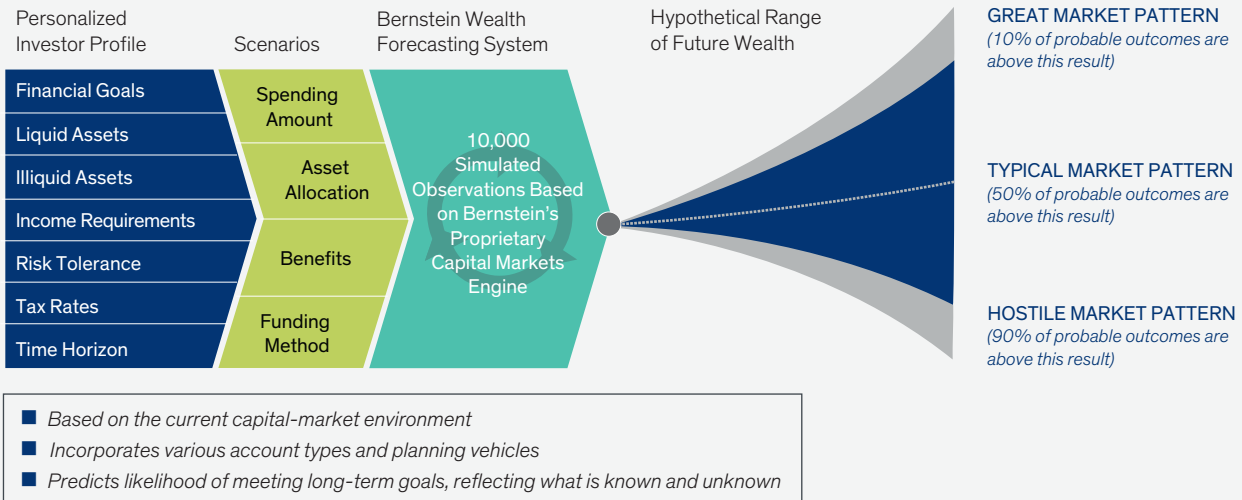 Personalized
Investor Profile
Scenarios
Bernstein Wealth
Forecasting System
Hypothetical Range
of Future Wealth
Financial Goals
Liquid Assets
Illiquid Assets
Income Requirements
Risk Tolerance
Tax Rates
Time Horizon
Spending
Amount
Asset
Allocation
Benefits
Funding
Method
10,000
Simulated
Observations Based
on Bernstein’s
Proprietary
Capital Markets
Engine
GREAT MARKET PATTERN
(10% of probable outcomes are
above this result)
TYPICAL MARKET PATTERN
(50% of probable outcomes are
above this result)
HOSTILE MARKET PATTERN
(90% of probable outcomes are
above this result)
Based on the current capital-market environment
Incorporates various account types and planning vehicles
Predicts likelihood of meeting long-term goals, reflecting what is known and unknown